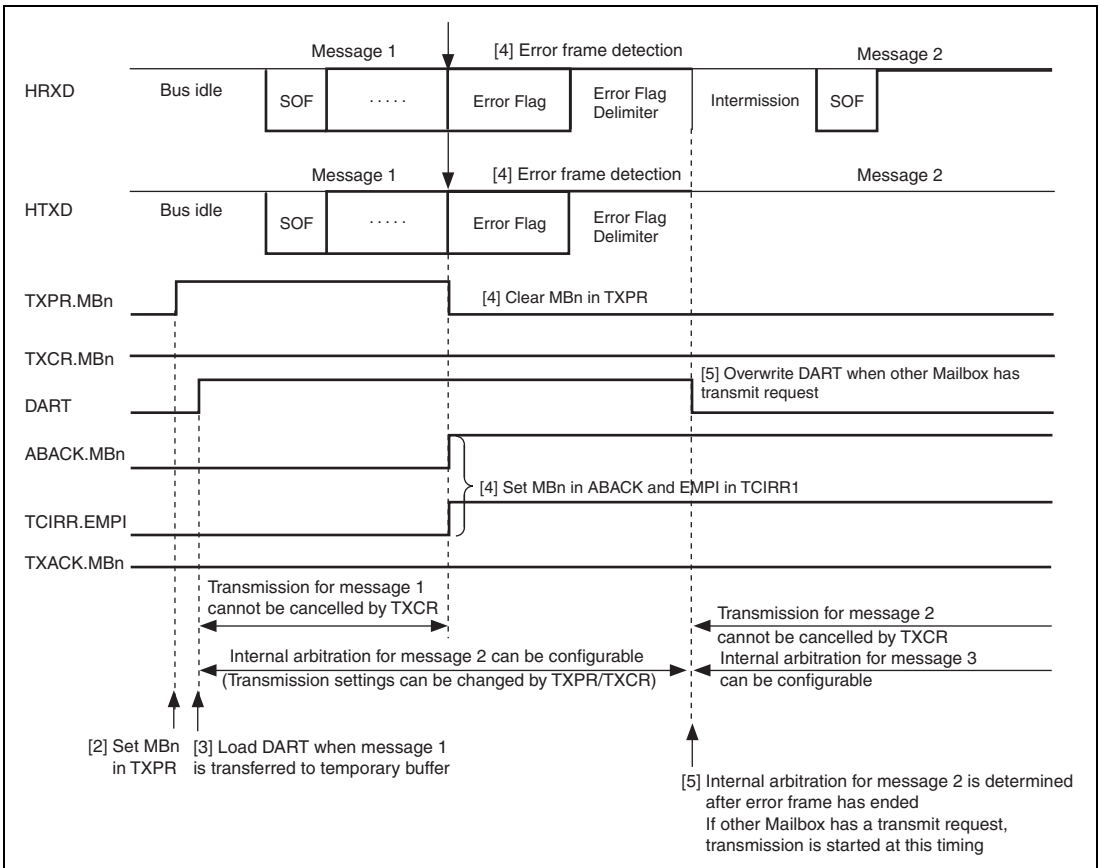 Message 1
[4] Error frame detection
Message 2
HRXD
Bus idle
SOF
.....
Error Flag
Error Flag
Delimiter
Intermission
SOF
Message 1
[4] Error frame detection
Message 2
HTXD
Bus idle
SOF
.....
Error Flag
Error Flag
Delimiter
TXPR.MBn
[4] Clear MBn in TXPR
TXCR.MBn
[5] Overwrite DART when other Mailbox has
transmit request
DART
ABACK.MBn
[4] Set MBn in ABACK and EMPI in TCIRR1
TCIRR.EMPI
TXACK.MBn
Transmission for message 1
cannot be cancelled by TXCR
Transmission for message 2
cannot be cancelled by TXCR
Internal arbitration for message 2 can be configurable
(Transmission settings can be changed by TXPR/TXCR)
Internal arbitration for message 3
can be configurable
[2] Set MBn
in TXPR
[3] Load DART when message 1
is transferred to temporary buffer
[5] Internal arbitration for message 2 is determined
after error frame has ended
If other Mailbox has a transmit request,
transmission is started at this timing